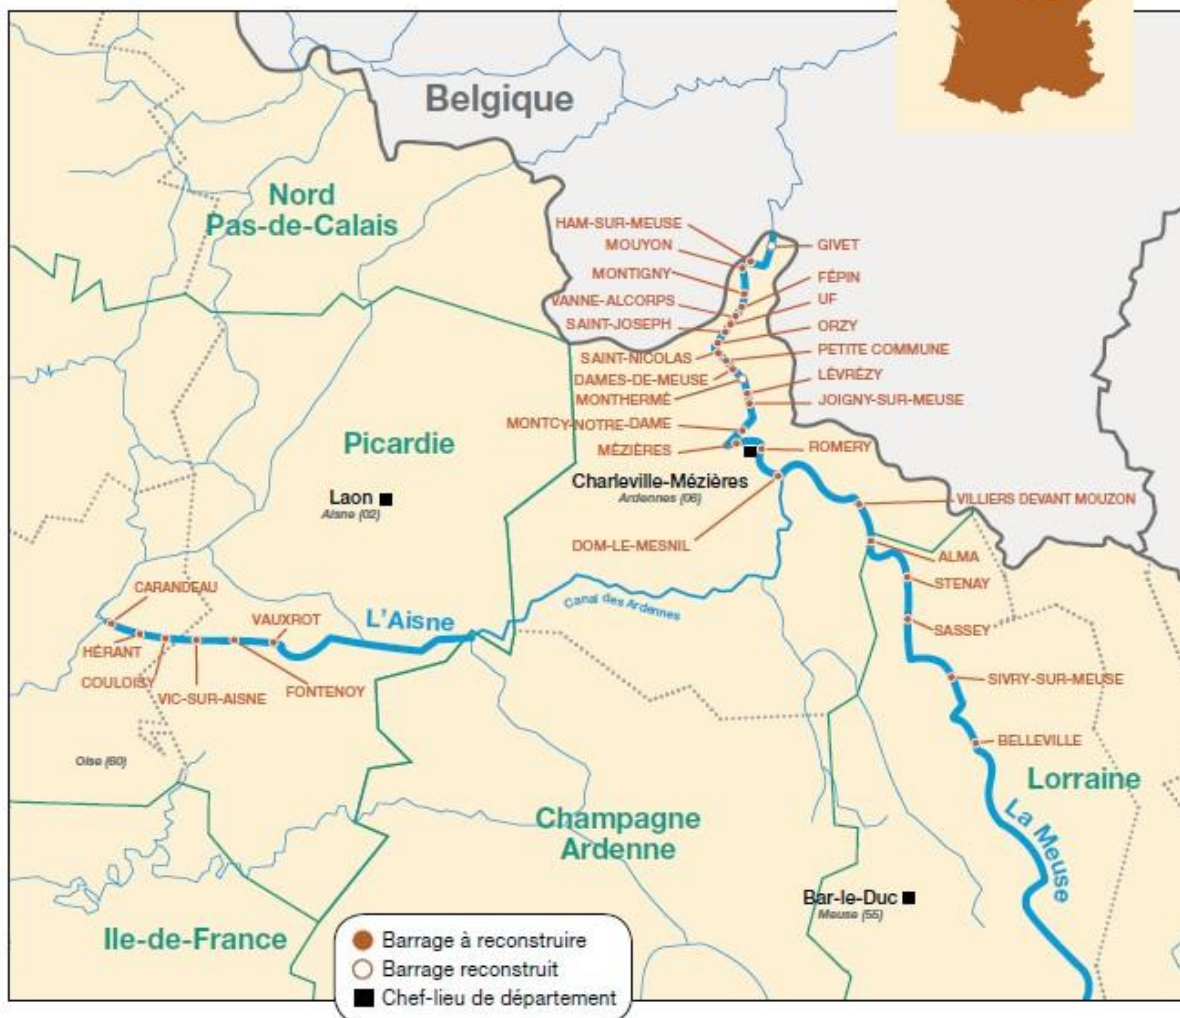 Belgique
Nord
Pas-de-Calais
HAM-SUR-MEUSE
GIVET
MOUYON
MONTIGNY
FÉPIN
VANNE-ALCORPS
UF
SAINT-JOSEPH
ORZY
SAINT-NICOLAS
PETITE COMMUNE
DAMES-DE-MEUSE
LÉVRÉZY
MONTHERMÉ
JOIGNY-SUR-MEUSE
MONTCY-NOTRE-DAME
MÉZIÈRES
ROMERY
Picardie
Charleville-Mézières
Ardennes (06)
Laon
Aisne (02)
VILLIERS DEVANT MOUZON
DOM-LE-MESNIL
ALMA
STENAY
CARANDEAU
VAUXROT
L'Aisne
Canal des Ardennes
SASSEY
HÉRANT
COULOISY
VIC-SUR-AISNE
FONTENOY
SIVRY-SUR-MEUSE
BELLEVILLE
Oise (60)
Lorraine
Champagne
Ardenne
La Meuse
Bar-le-Duc
Meuse (55)
Ile-de-France
Barrage à reconstruire
Barrage reconstruit
Chef-lieu de département